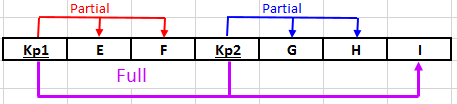 Partial Partial
Kp1 E F Kp2 G H I
Full